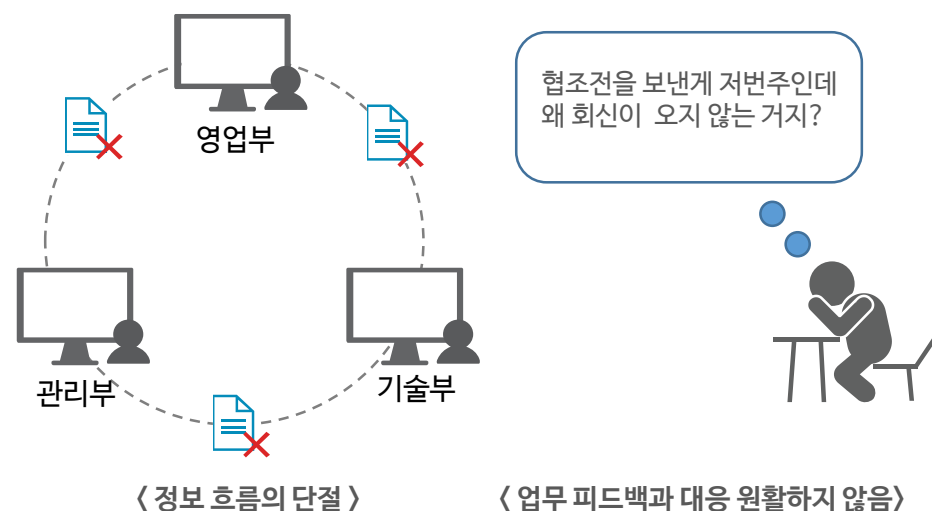 영업부
관리부
기술부
< 정보 흐름의 단절 >
협조전을 보낸게 저번주인데
왜 회신이 오지 않는 거지?
< 업무 피드백과 대응 원활하지 않음>